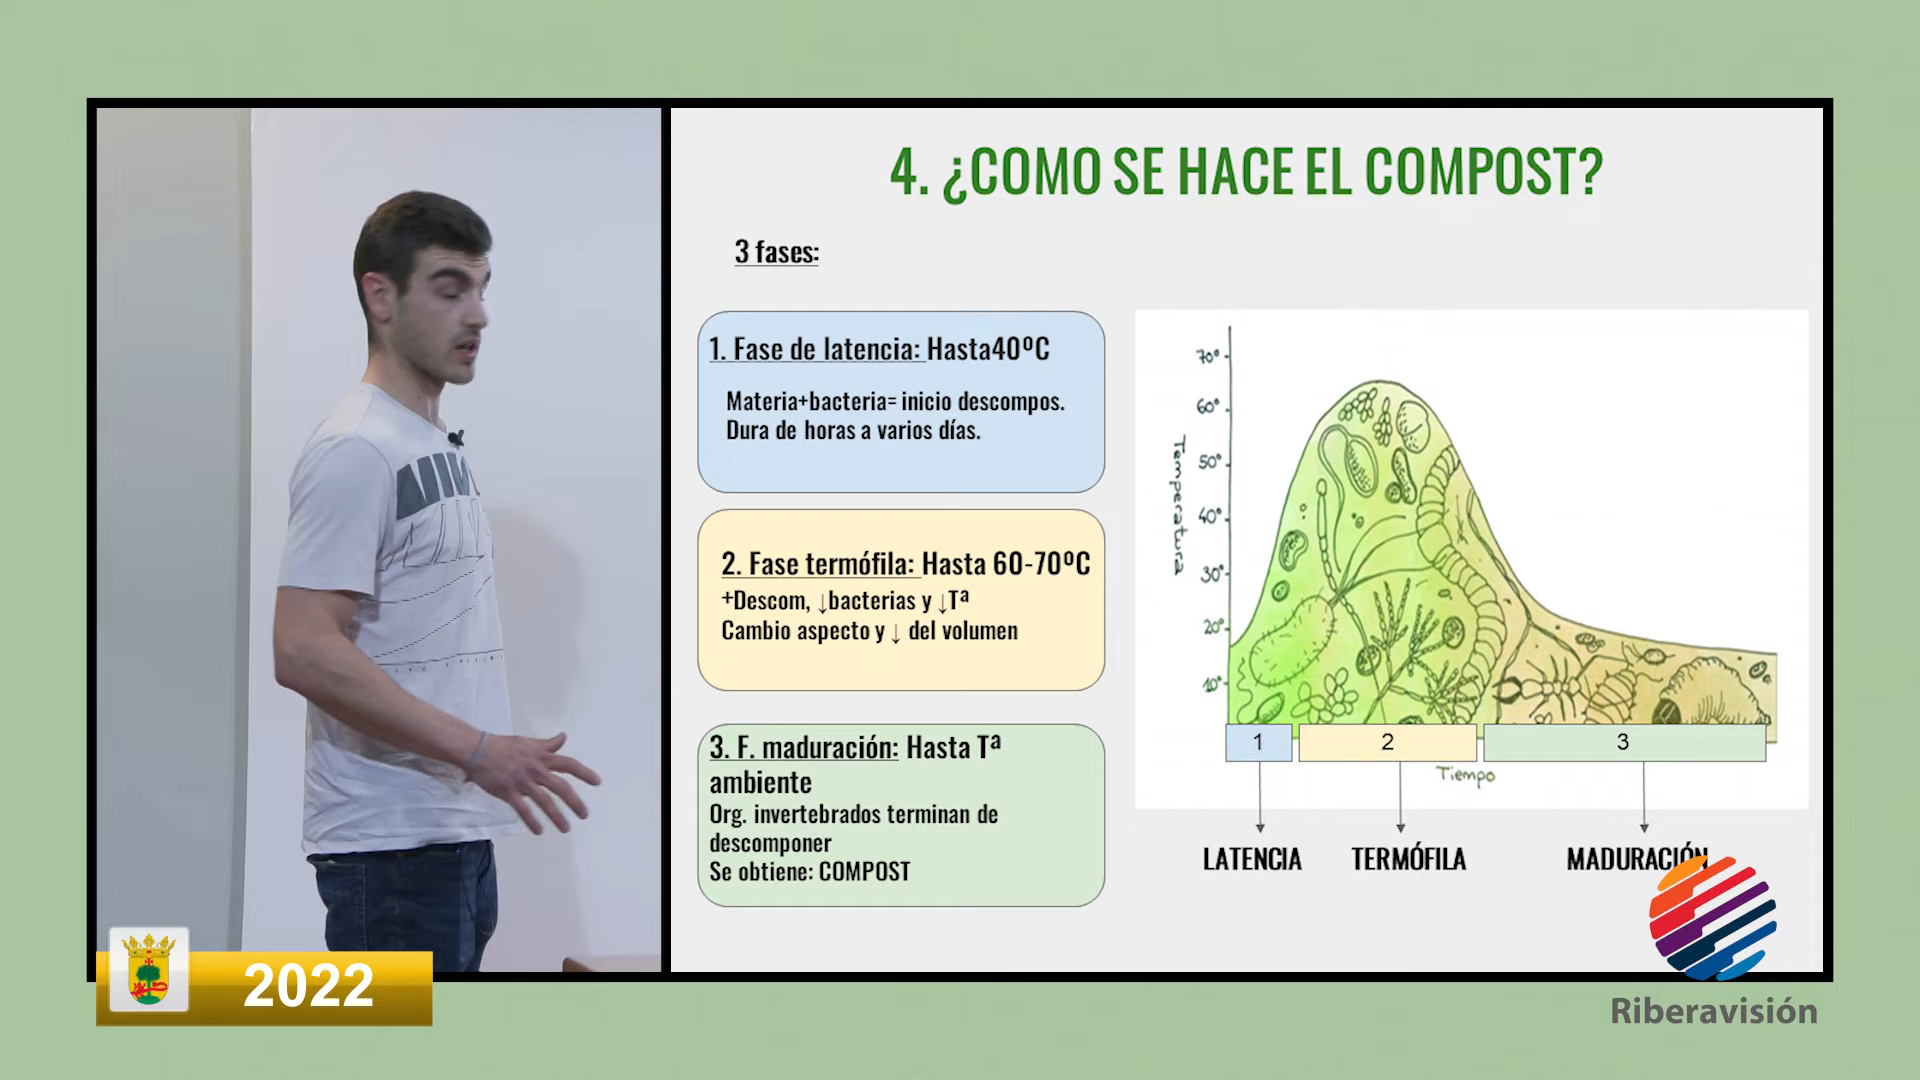 4. ¿COMO SE HACE EL COMPOST?
3 fases:
1. Fase de latencia: Hasta40ºC
Materia+bacteria= inicio descompos.
Dura de horas a varios días.
2. Fase termófila: Hasta 60-70ºC
+Descom, ↓bacterias y ↓Tª
Cambio aspecto y ↓ del volumen
3. F. maduración: Hasta Tª
ambiente
Org. invertebrados terminan de
descomponer
Se obtiene: COMPOST
Temperatura
70º
60º
50º
40º
30º
20º
10º
1
2
3
Tiempo
LATENCIA
TERMÓFILA
MADURACIÓN
2022
Riberavisión